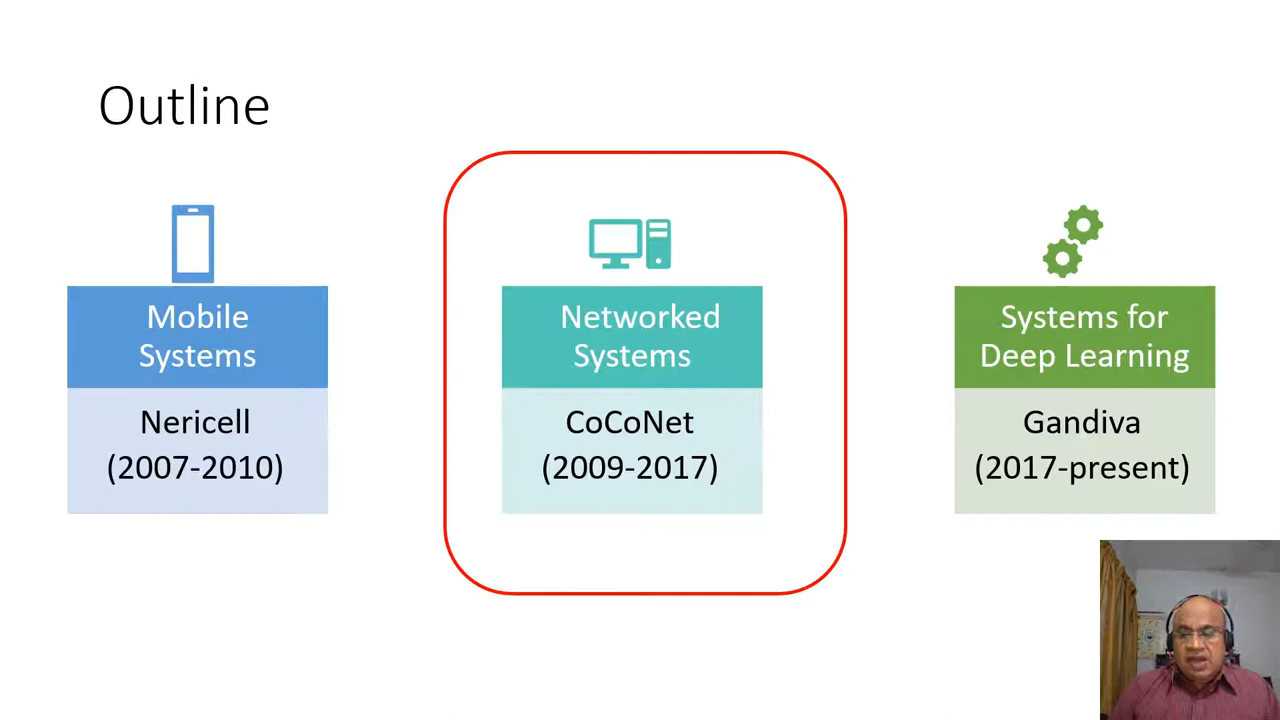 Outline
Mobile
Systems
Nericell
(2007-2010)
Networked
Systems
CoCoNet
(2009-2017)
Systems for
Deep Learning
Gandiva
(2017-present)